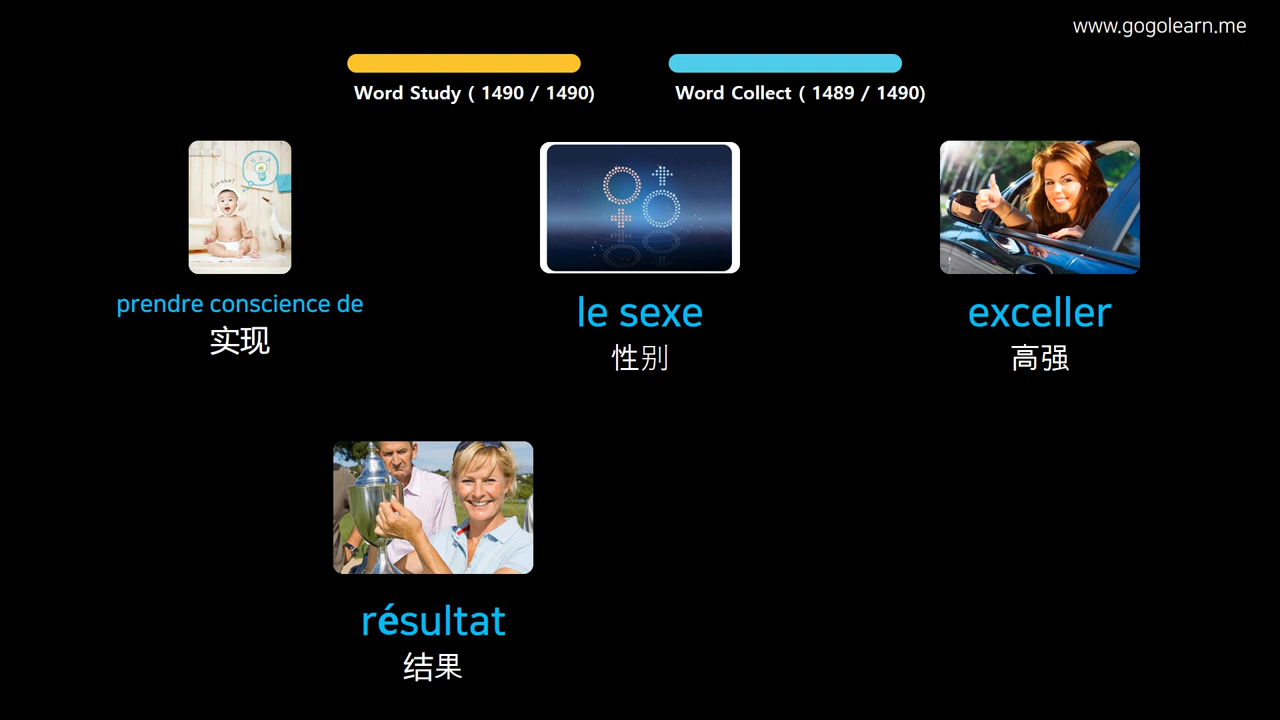 www.gogolearn.me
Word Study ( 1490 / 1490)
Word Collect ( 1489 / 1490)
Eureka!
prendre conscience de
实现
le sexe
性别
exceller
高强
résultat
结果